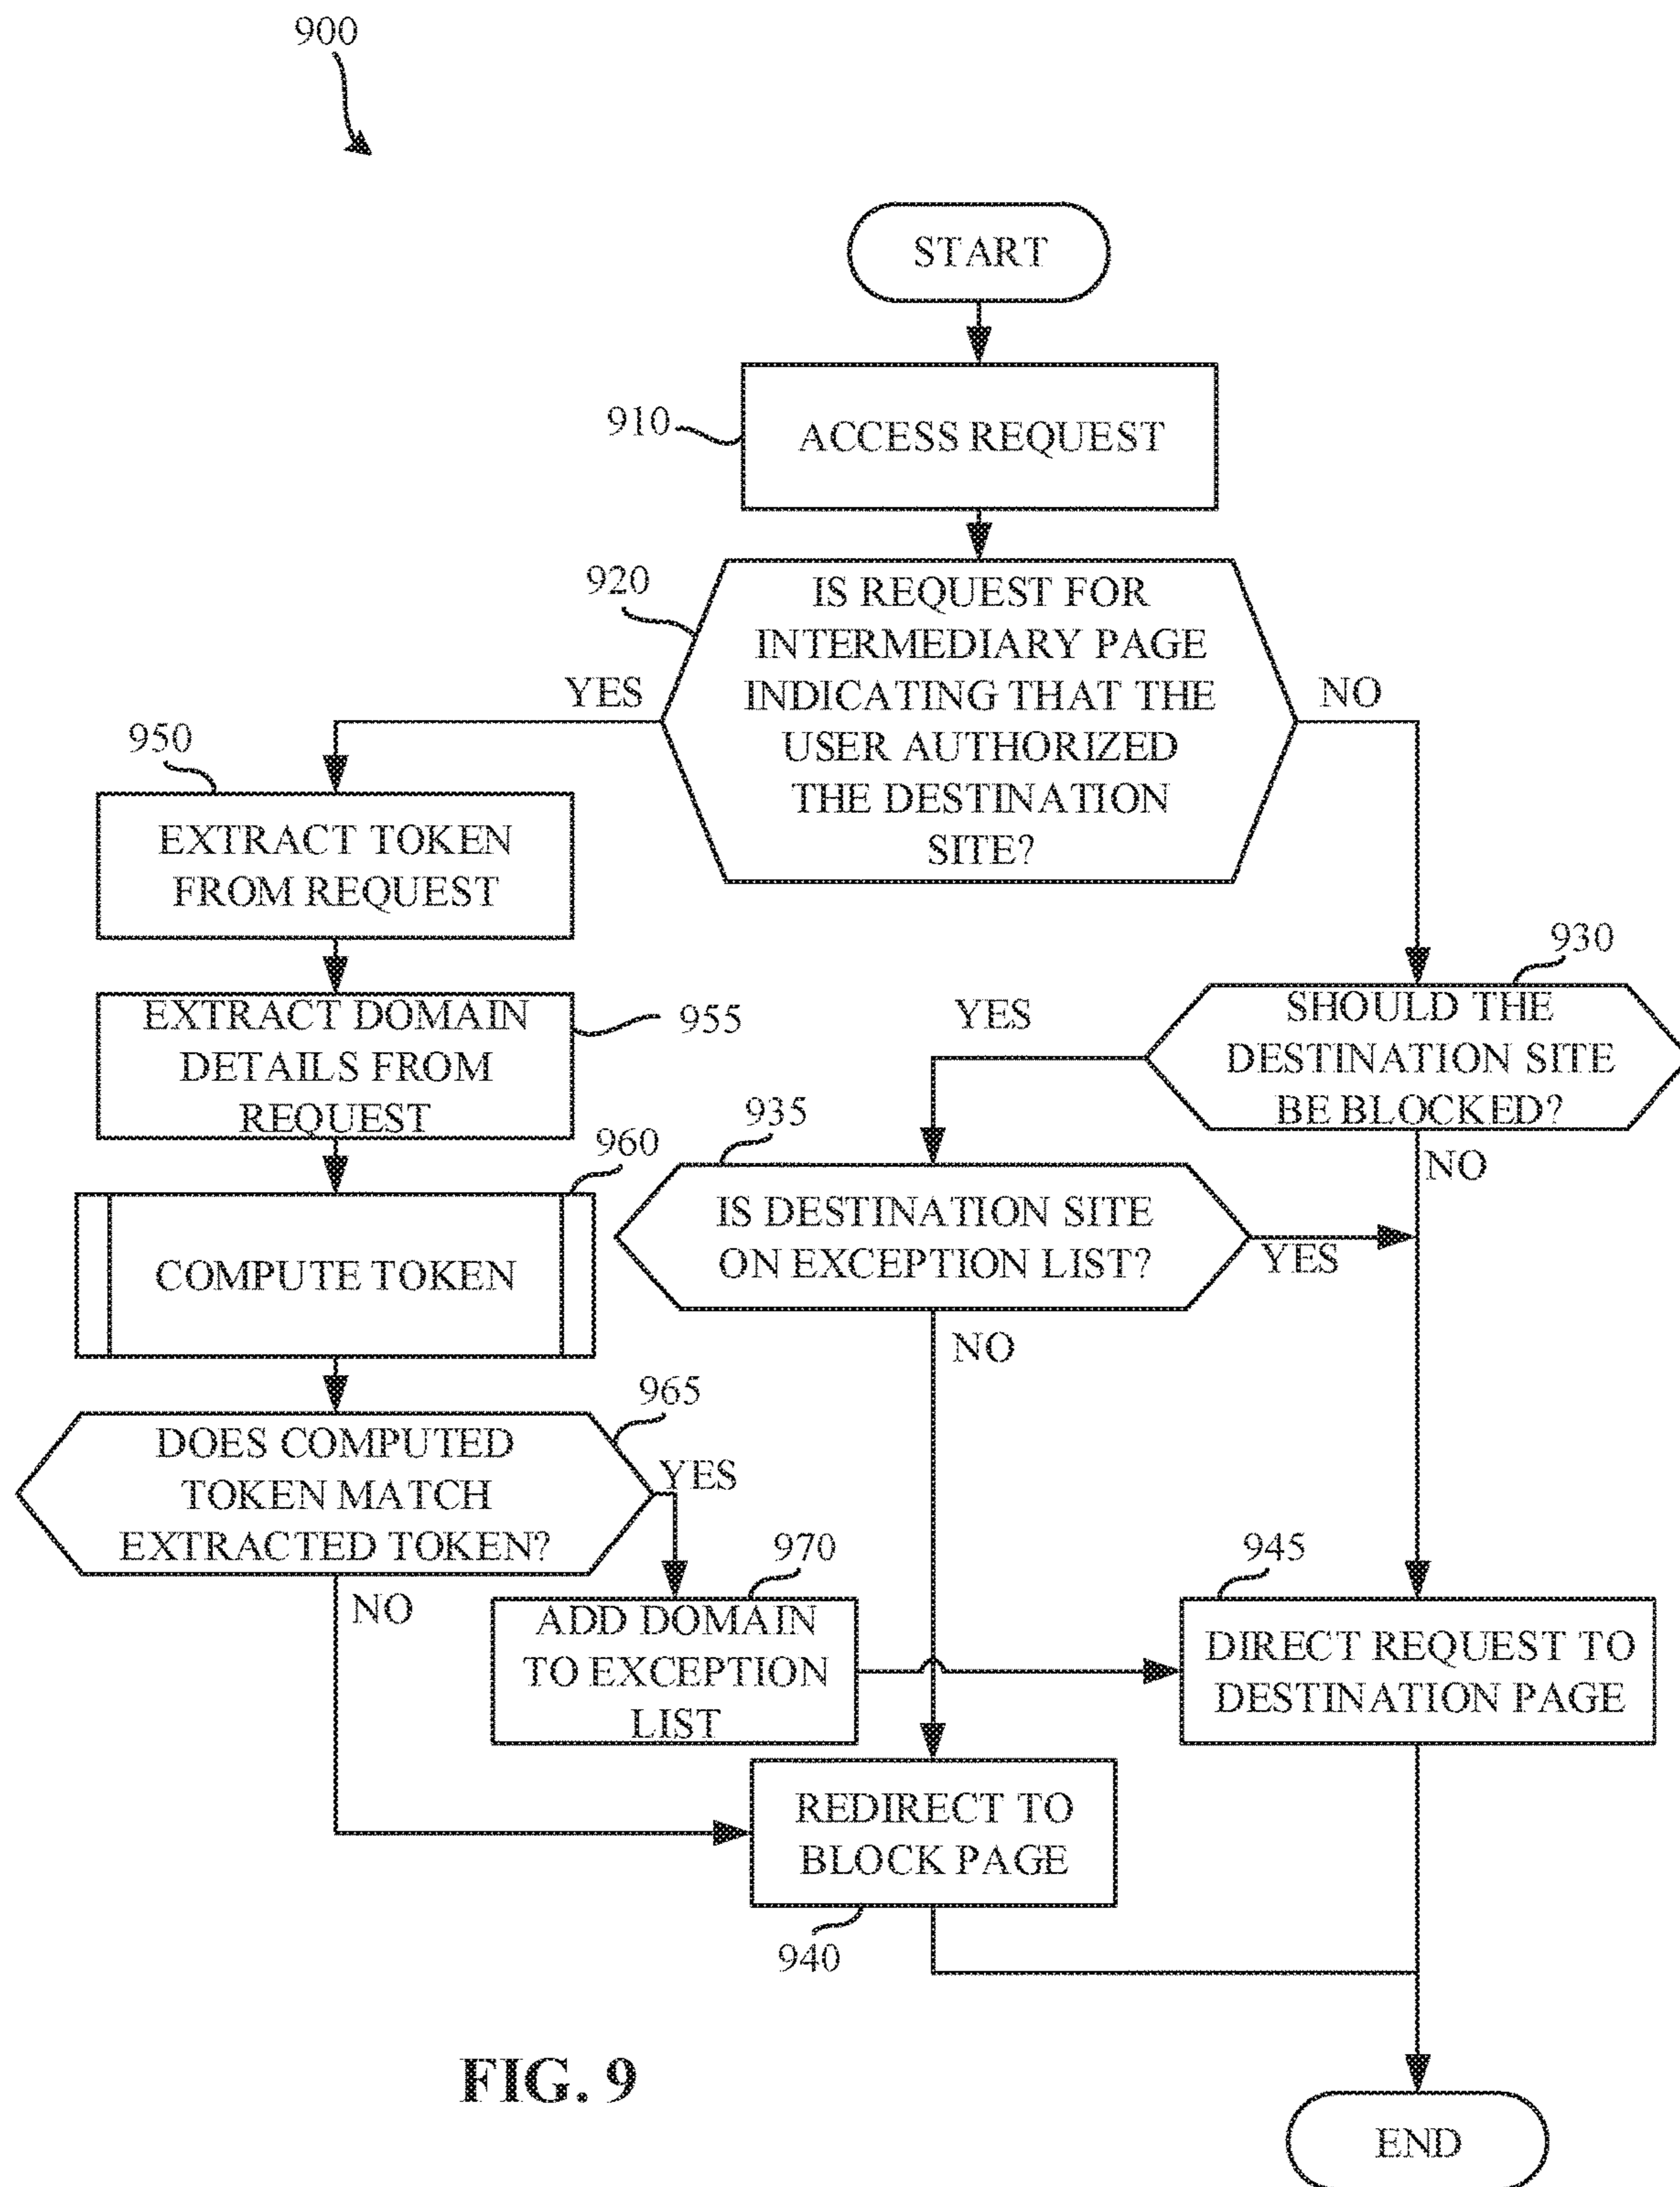 900
START
910
ACCESS REQUEST
920
IS REQUEST FOR
INTERMEDIARY PAGE
INDICATING THAT THE
USER AUTHORIZED
THE DESTINATION
SITE?
YES
NO
950
EXTRACT TOKEN
FROM REQUEST
930
SHOULD THE
DESTINATION SITE
BE BLOCKED?
YES
NO
EXTRACT DOMAIN
DETAILS FROM
REQUEST
955
935
IS DESTINATION SITE
ON EXCEPTION LIST?
YES
NO
960
COMPUTE TOKEN
965
DOES COMPUTED
TOKEN MATCH
EXTRACTED TOKEN?
YES
NO
970
ADD DOMAIN
TO EXCEPTION
LIST
945
DIRECT REQUEST TO
DESTINATION PAGE
REDIRECT TO
BLOCK PAGE
940
FIG. 9
END